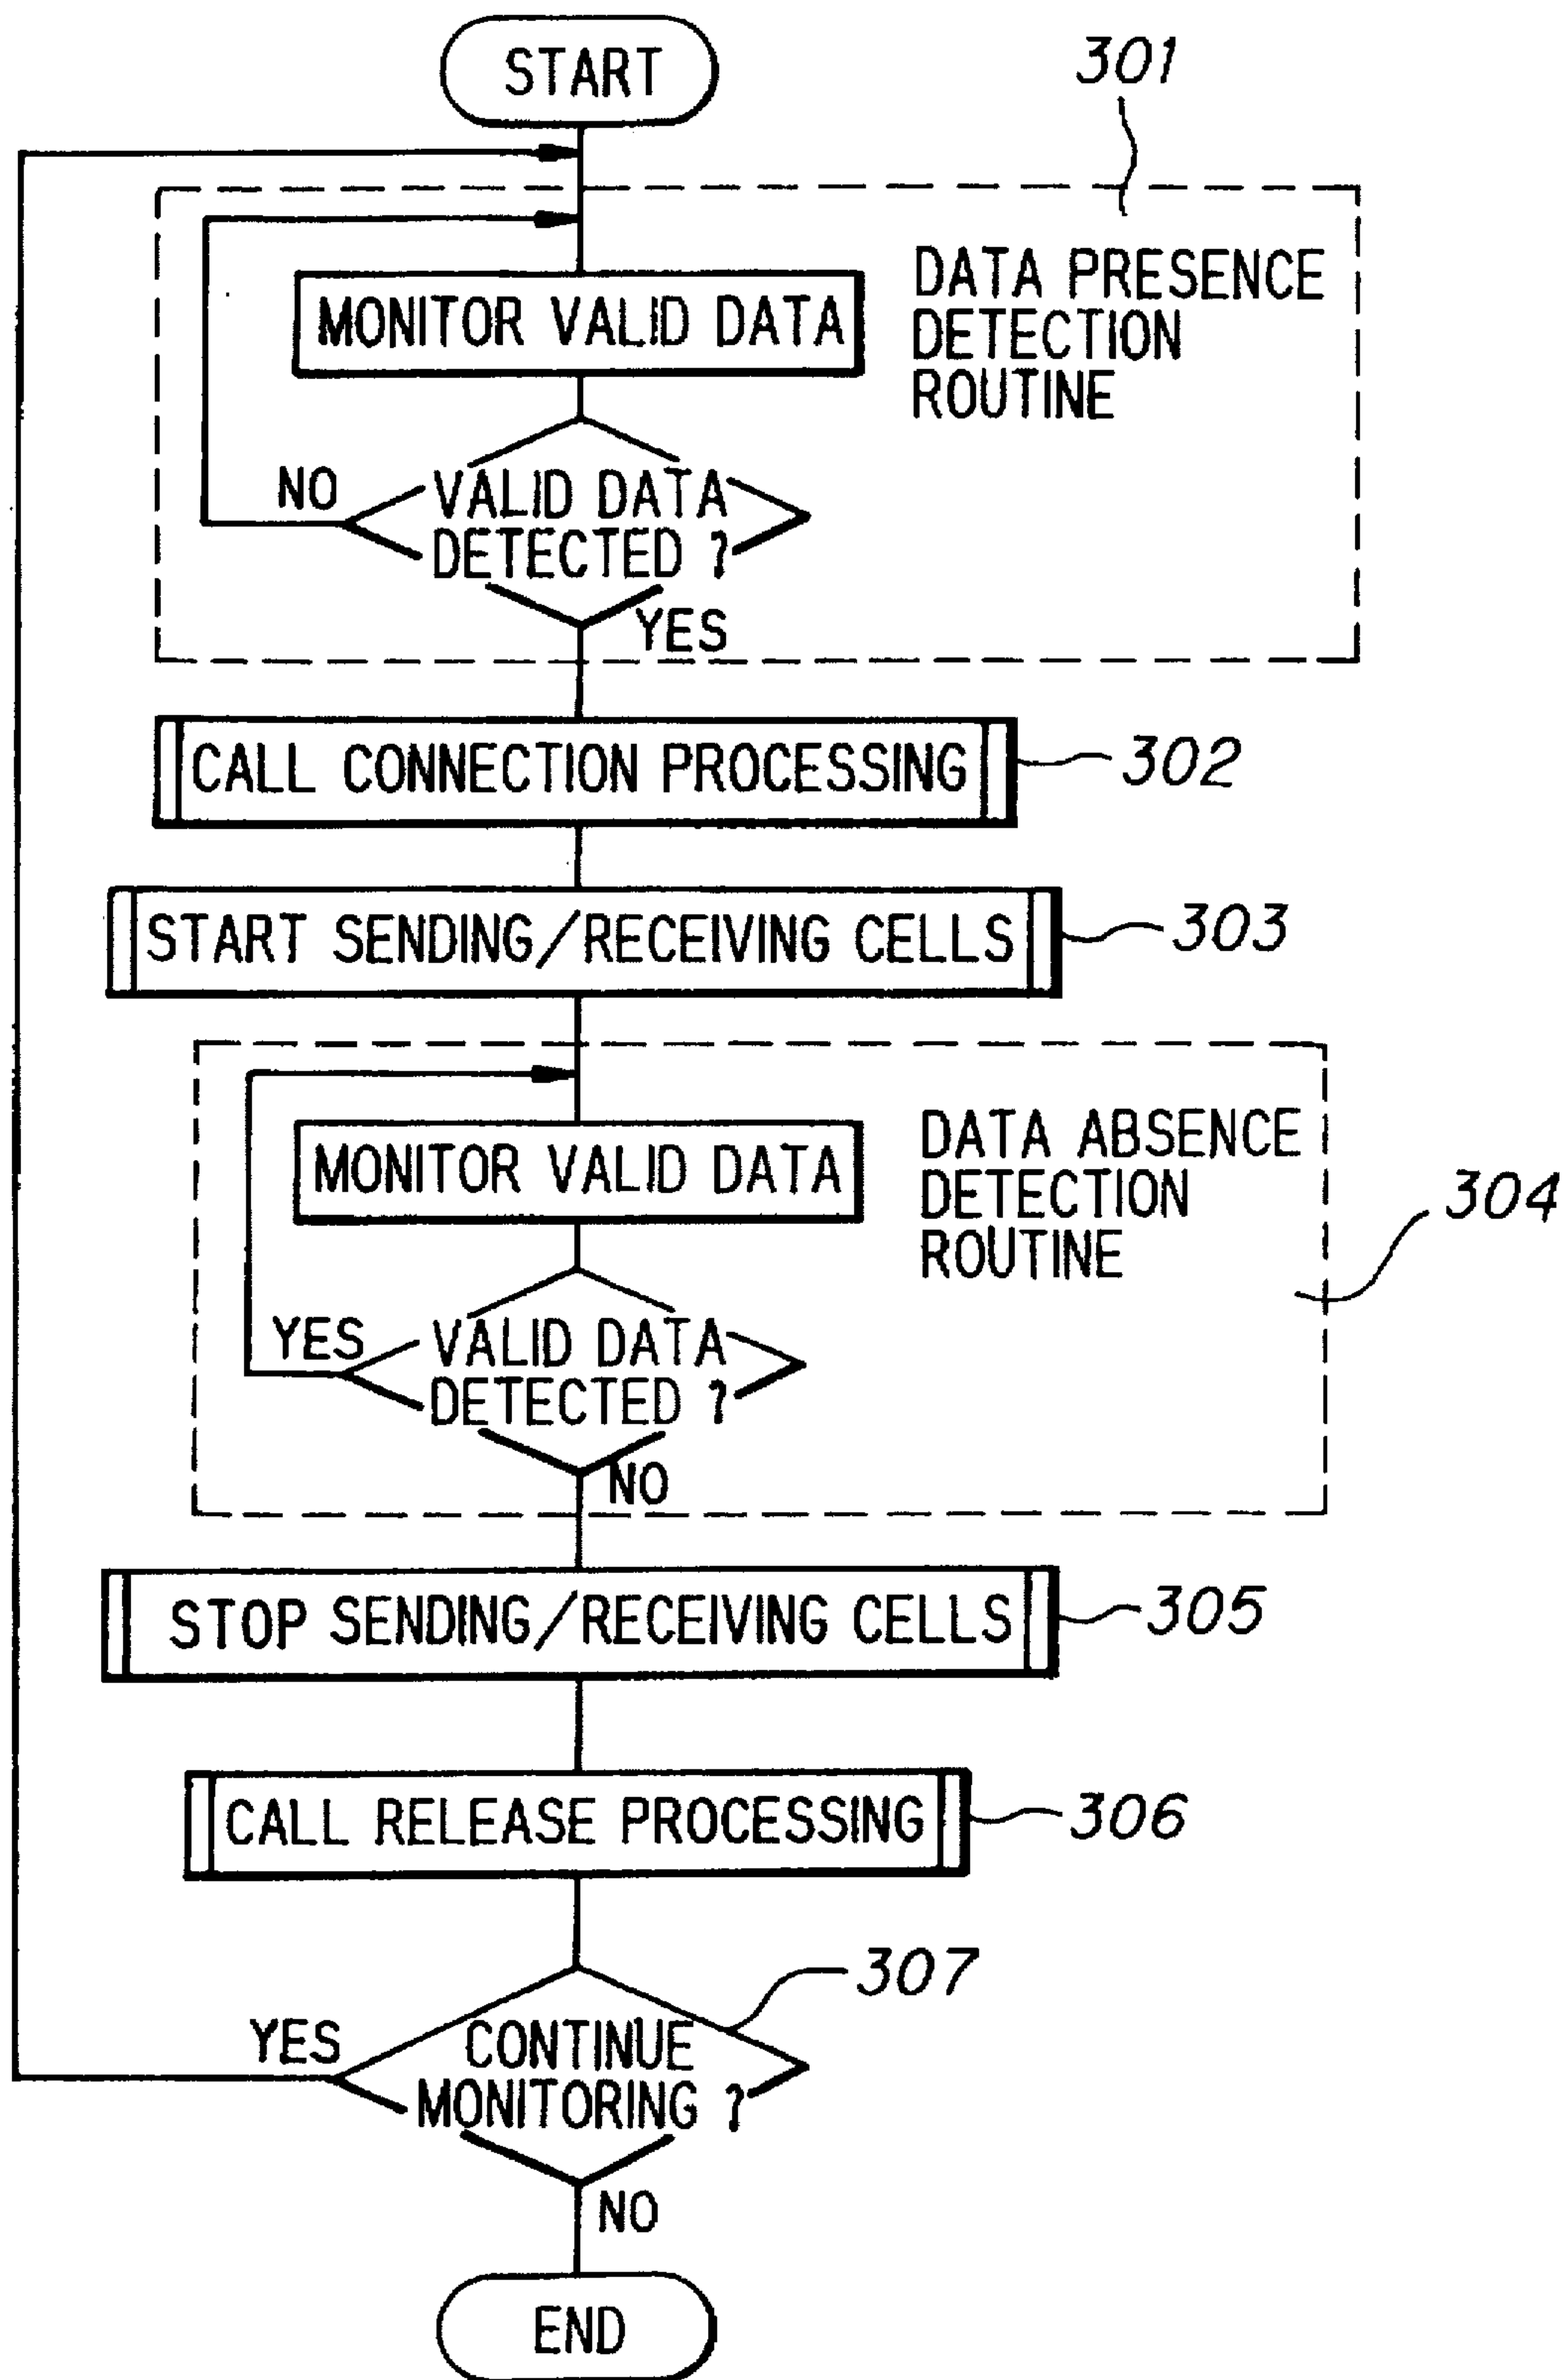 START
301
DATA PRESENCE
DETECTION
ROUTINE
MONITOR VALID DATA
NO
VALID DATA
DETECTED ?
YES
CALL CONNECTION PROCESSING
302
START SENDING/RECEIVING CELLS
303
DATA ABSENCE
DETECTION
ROUTINE
304
MONITOR VALID DATA
YES
VALID DATA
DETECTED ?
NO
STOP SENDING/RECEIVING CELLS
305
CALL RELEASE PROCESSING
306
307
YES
CONTINUE
MONITORING ?
NO
END